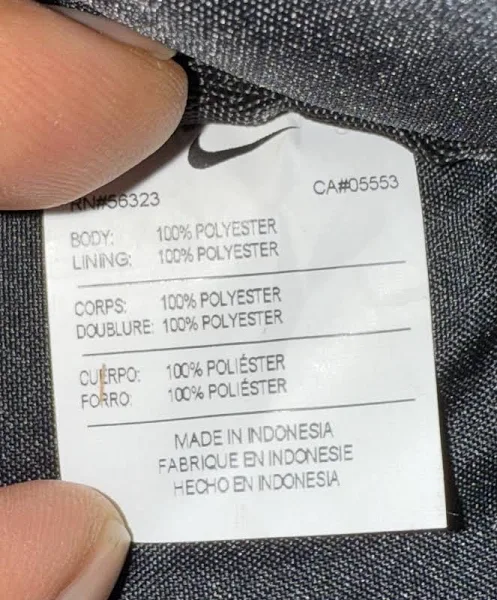 RN#56323
CA#05553
BODY: 100% POLYESTER
LINING: 100% POLYESTER
CORPS: 100% POLYESTER
DOUBLURE: 100% POLYESTER
CUERPO: 100% POLIÉSTER
FORRO: 100% POLIÉSTER
MADE IN INDONESIA
FABRIQUE EN INDONESIE
HECHO EN INDONESIA